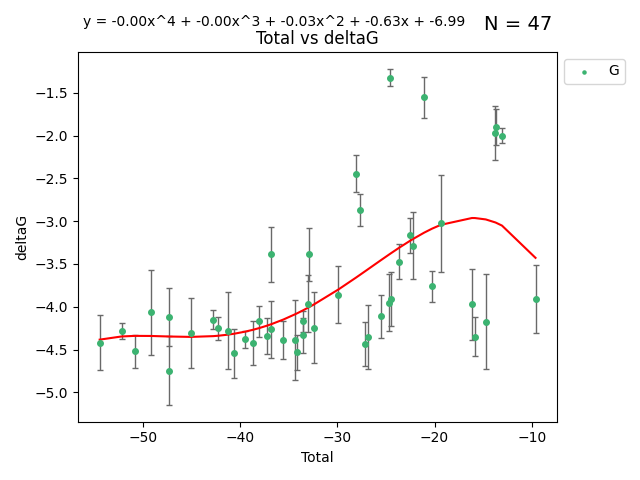 y = -0.00x^4 + -0.00x^3 + -0.03x^2 + -0.63x + -6.99
N = 47
Total vs deltaG
G
−1.5
−2.0
−2.5
−3.0
−3.5
−4.0
−4.5
−5.0
deltaG
−50
−40
−30
−20
−10
Total